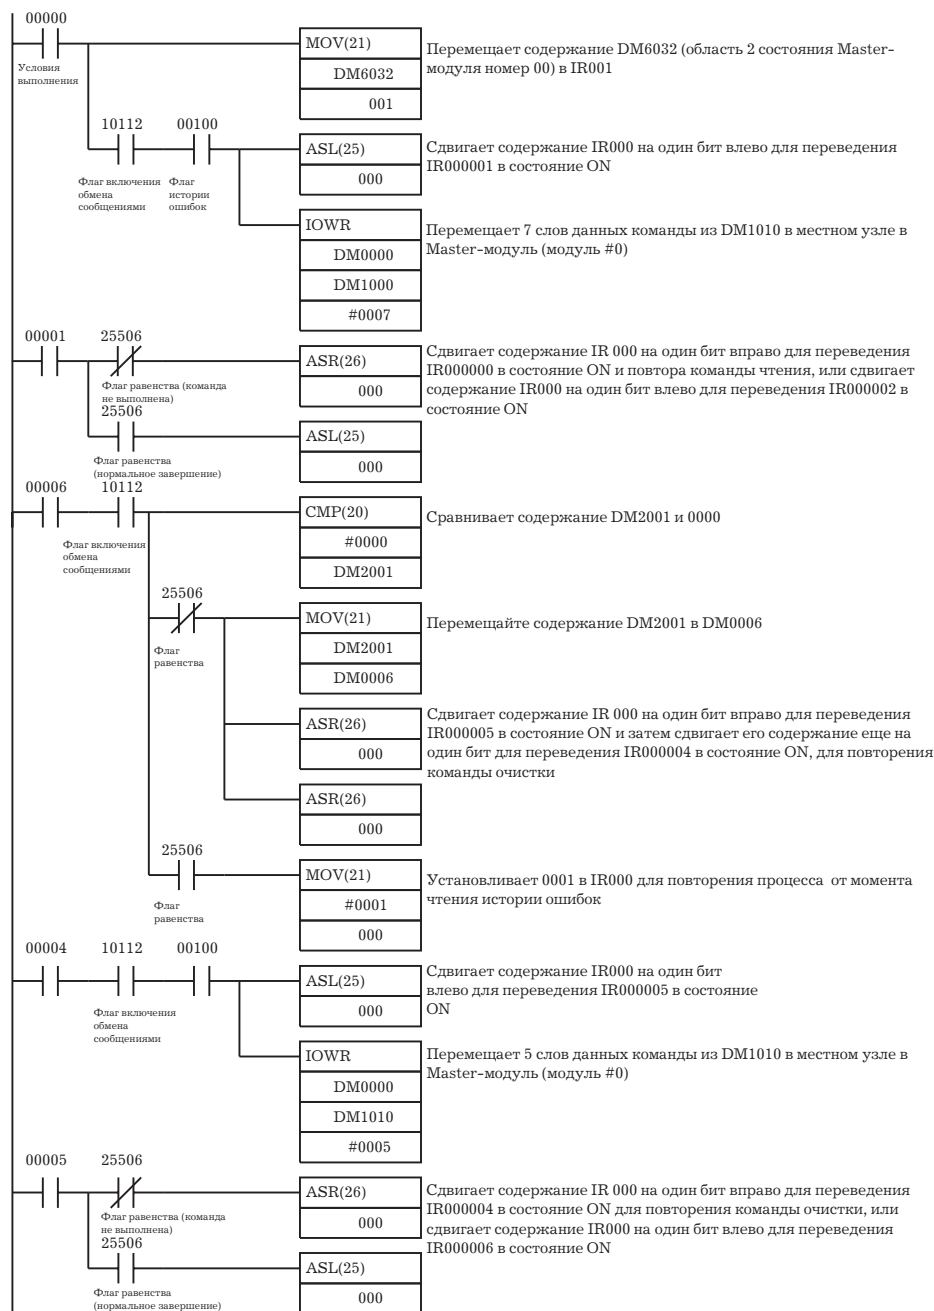 00000
MOV(21)
DM6032
001
Перемещает содержание DM6032 (область 2 состояния Master-
модуля номер 00) в IR001
Условия
выполнения
10112 00100
ASL(25)
000
Сдвигает содержание IR000 на один бит влево для переведения
IR000001 в состояние ON
Флаг включения
обмена
сообщениями
Флаг
истории
ошибок
IOWR
DM0000
DM1000
#0007
Перемещает 7 слов данных команды из DM1010 в местном узле в
Master-модуль (модуль #0)
00001 25506
ASR(26)
000
Сдвигает содержание IR 000 на один бит вправо для переведения
IR000000 в состояние ON и повтора команды чтения, или сдвигает
содержание IR000 на один бит влево для переведения IR000002 в
состояние ON
Флаг равенства (команда
не выполнена)
25506
ASL(25)
000
Флаг равенства
(нормальное завершение)
00006 10112
CMP(20)
#0000
DM2001
Сравнивает содержание DM2001 и 0000
Флаг включения
обмена
сообщениями
25506
MOV(21)
DM2001
DM0006
Перемещайте содержание DM2001 в DM0006
Флаг
равенства
ASR(26)
000
Сдвигает содержание IR 000 на один бит вправо для переведения
IR000005 в состояние ON и затем сдвигает его содержание еще на
один бит для переведения IR000004 в состояние ON, для повторения
команды очистки
ASR(26)
000
25506
MOV(21)
#0001
000
Установливает 0001 в IR000 для повторения процесса от момента
чтения истории ошибок
Флаг
равенства
00004 10112 00100
ASL(25)
000
Сдвигает содержание IR000 на один бит
влево для переведения IR000005 в состояние
ON
Флаг включения
обмена
сообщениями
IOWR
DM0000
DM1010
#0005
Перемещает 5 слов данных команды из DM1010 в местном узле в
Master-модуль (модуль #0)
00005 25506
ASR(26)
000
Сдвигает содержание IR 000 на один бит вправо для переведения
IR000004 в состояние ON для повторения команды очистки, или
сдвигает содержание IR000 на один бит влево для переведения
IR000006 в состояние ON
Флаг равенства (команда
не выполнена)
25506
ASL(25)
000
Флаг равенства
(нормальное завершение)